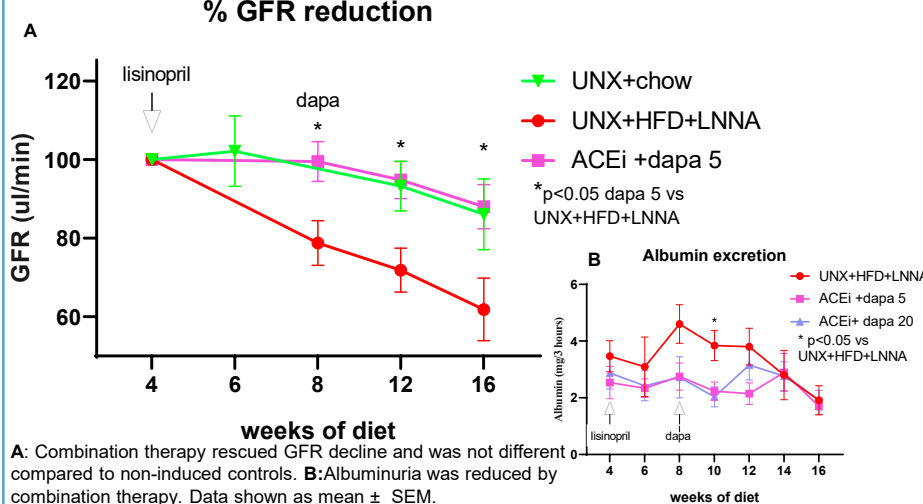 % GFR reduction
A
lisinopril
dapa
* * *
120
100
80
60
GFR (ul/min)
4 6 8 12 16
weeks of diet
UNX+chow
UNX+HFD+LNNA
ACEi +dapa 5
*p<0.05 dapa 5 vs
UNX+HFD+LNNA
B
Albumin excretion
6
4
2
0
Albumin (mg/3 hours)
*
lisinopril
dapa
4 6 8 10 12 14 16
weeks of diet
UNX+HFD+LNNA
ACEi +dapa 5
ACEi+ dapa 20
* p<0.05 vs
UNX+HFD+LNNA
A: Combination therapy rescued GFR decline and was not different
compared to non-induced controls. B:Albuminuria was reduced by
combination therapy. Data shown as mean ± SEM.